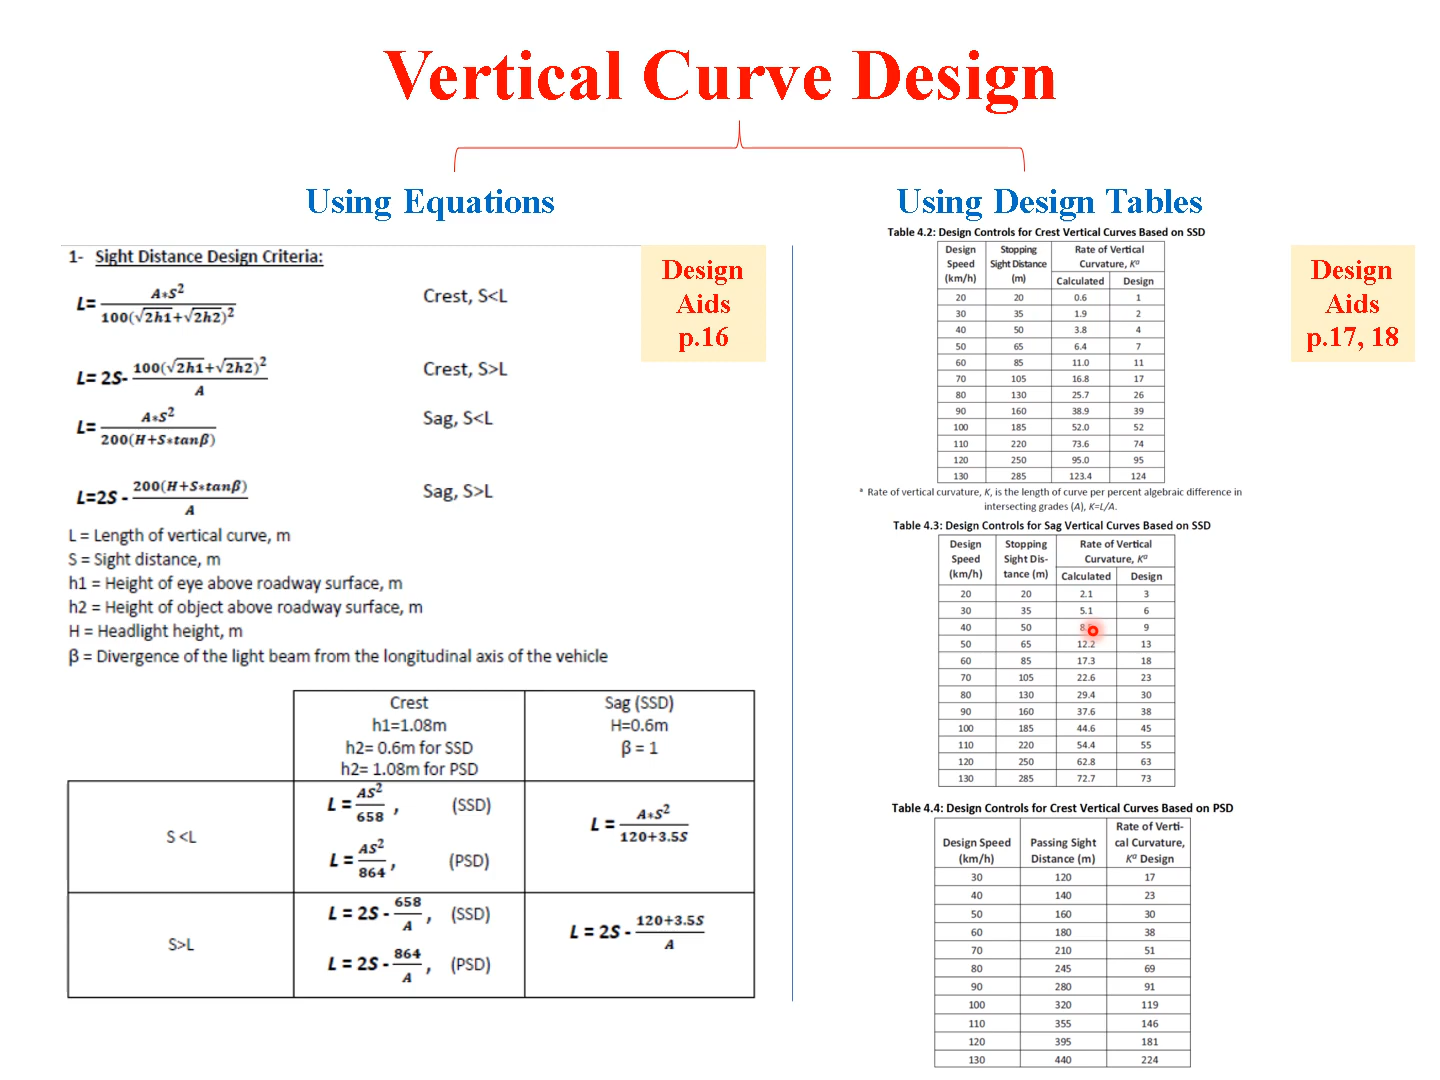 Vertical Curve Design
Using Equations
1- Sight Distance Design Criteria:
L= A*S² / 100(√2h1+√2h2)²
Crest, S<L
L= 2S- 100(√2h1+√2h2)² / A
Crest, S>L
L= A*S² / 200(H+S*tanβ)
Sag, S<L
L=2S - 200(H+S*tanβ) / A
Sag, S>L
L = Length of vertical curve, m
S = Sight distance, m
h1 = Height of eye above roadway surface, m
h2 = Height of object above roadway surface, m
H = Headlight height, m
β = Divergence of the light beam from the longitudinal axis of the vehicle
Design
Aids
p.16
Crest
h1=1.08m
h2= 0.6m for SSD
h2= 1.08m for PSD
Sag (SSD)
H=0.6m
β = 1
S <L
L = AS² / 658 , (SSD)
L = AS² / 864 , (PSD)
L = A*S² / 120+3.5S
S>L
L = 2S - 658 / A , (SSD)
L = 2S - 864 / A , (PSD)
L = 2S - 120+3.5S / A
Using Design Tables
Design
Aids
p.17, 18
Table 4.2: Design Controls for Crest Vertical Curves Based on SSD
Design Speed (km/h) Stopping Sight Distance (m) Rate of Vertical Curvature, Kᵃ
Calculated Design
20 20 0.6 1
30 35 1.9 2
40 50 3.8 4
50 65 6.4 7
60 85 11.0 11
70 105 16.8 17
80 130 25.7 26
90 160 38.9 39
100 185 52.0 52
110 220 73.6 74
120 250 95.0 95
130 285 123.4 124
ᵃ Rate of vertical curvature, K, is the length of curve per percent algebraic difference in
intersecting grades (A), K=L/A.
Table 4.3: Design Controls for Sag Vertical Curves Based on SSD
Design Speed (km/h) Stopping Sight Dis-tance (m) Rate of Vertical Curvature, Kᵃ
Calculated Design
20 20 2.1 3
30 35 5.1 6
40 50 9
50 65 12.2 13
60 85 17.3 18
70 105 22.6 23
80 130 29.4 30
90 160 37.6 38
100 185 44.6 45
110 220 54.4 55
120 250 62.8 63
130 285 72.7 73
Table 4.4: Design Controls for Crest Vertical Curves Based on PSD
Design Speed (km/h) Passing Sight Distance (m) Rate of Verti-cal Curvature, Kᵃ Design
30 120 17
40 140 23
50 160 30
60 180 38
70 210 51
80 245 69
90 280 91
100 320 119
110 355 146
120 395 181
130 440 224